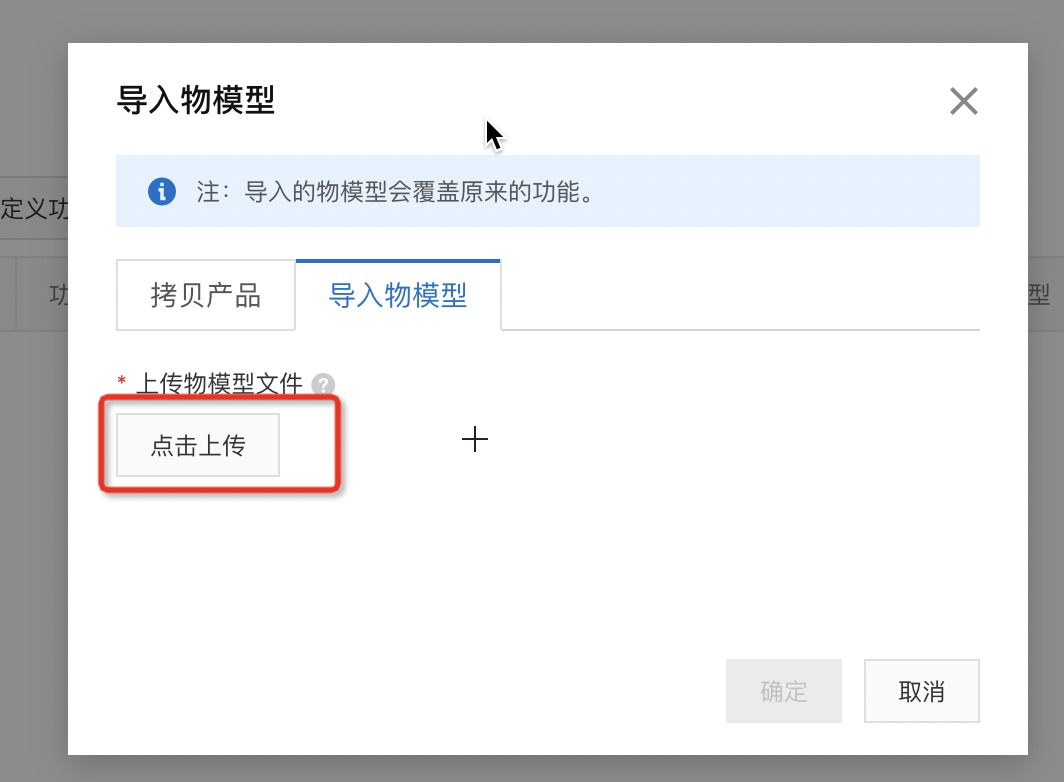 导入物模型
注：导入的物模型会覆盖原来的功能。
定义功
拷贝产品
导入物模型
功
型
* 上传物模型文件 ?
点击上传
确定
取消